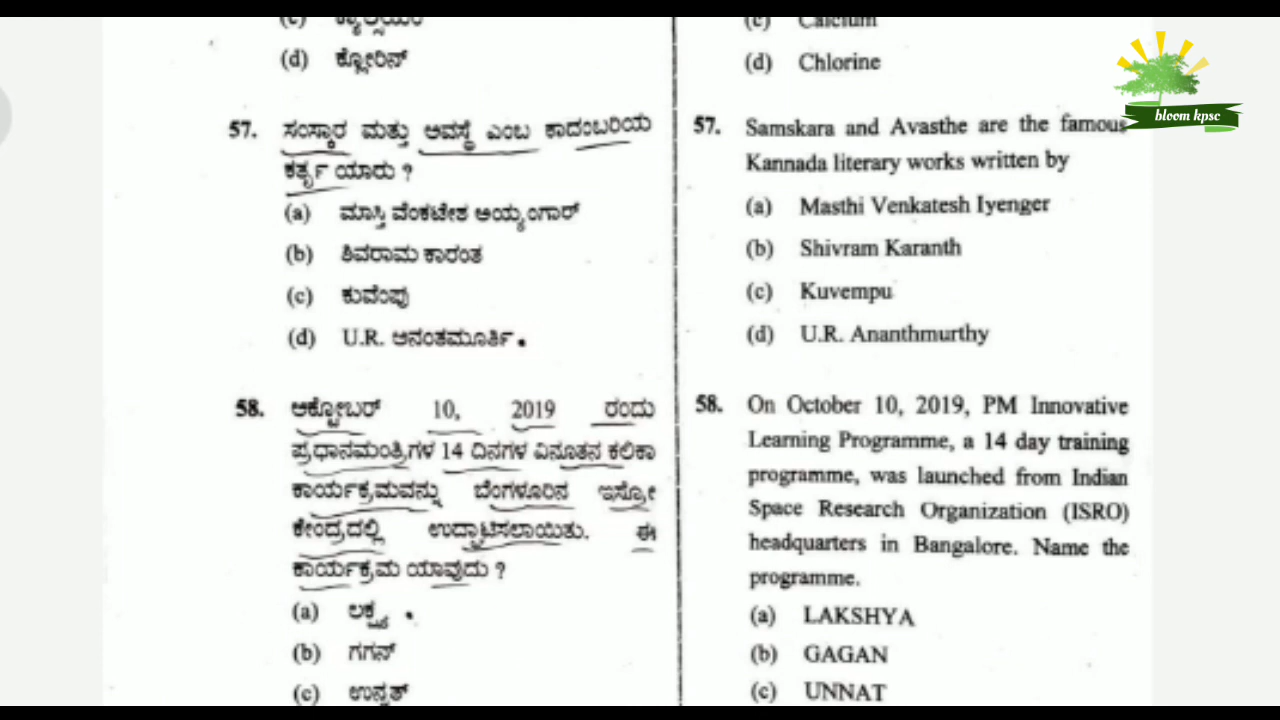 (d) ಕ್ಲೋರಿನ್
57. ಸಂಸ್ಕಾರ ಮತ್ತು ಅವಸ್ಥೆ ಎಂಬ ಕಾದಂಬರಿಯ
ಕರ್ತೃ ಯಾರು ?
(a) ಮಾಸ್ತಿ ವೆಂಕಟೇಶ ಅಯ್ಯಂಗಾರ್
(b) ಶಿವರಾಮ ಕಾರಂತ
(c) ಕುವೆಂಪು
(d) U.R. ಅನಂತಮೂರ್ತಿ
58. ಅಕ್ಟೋಬರ್ 10, 2019 ರಂದು
ಪ್ರಧಾನಮಂತ್ರಿಗಳ 14 ದಿನಗಳ ವಿನೂತನ ಕಲಿಕಾ
ಕಾರ್ಯಕ್ರಮವನ್ನು ಬೆಂಗಳೂರಿನ ಇಸ್ರೋ
ಕೇಂದ್ರದಲ್ಲಿ ಉದ್ಘಾಟಿಸಲಾಯಿತು. ಈ
ಕಾರ್ಯಕ್ರಮ ಯಾವುದು ?
(a) ಲಕ್ಷ್ಯ
(b) ಗಗನ್
(c) ಉನ್ನತ್
(c) Calcium
(d) Chlorine
57. Samskara and Avasthe are the famous
Kannada literary works written by
(a) Masthi Venkatesh Iyenger
(b) Shivram Karanth
(c) Kuvempu
(d) U.R. Ananthmurthy
58. On October 10, 2019, PM Innovative
Learning Programme, a 14 day training
programme, was launched from Indian
Space Research Organization (ISRO)
headquarters in Bangalore. Name the
programme.
(a) LAKSHYA
(b) GAGAN
(c) UNNAT
bloom kpsc